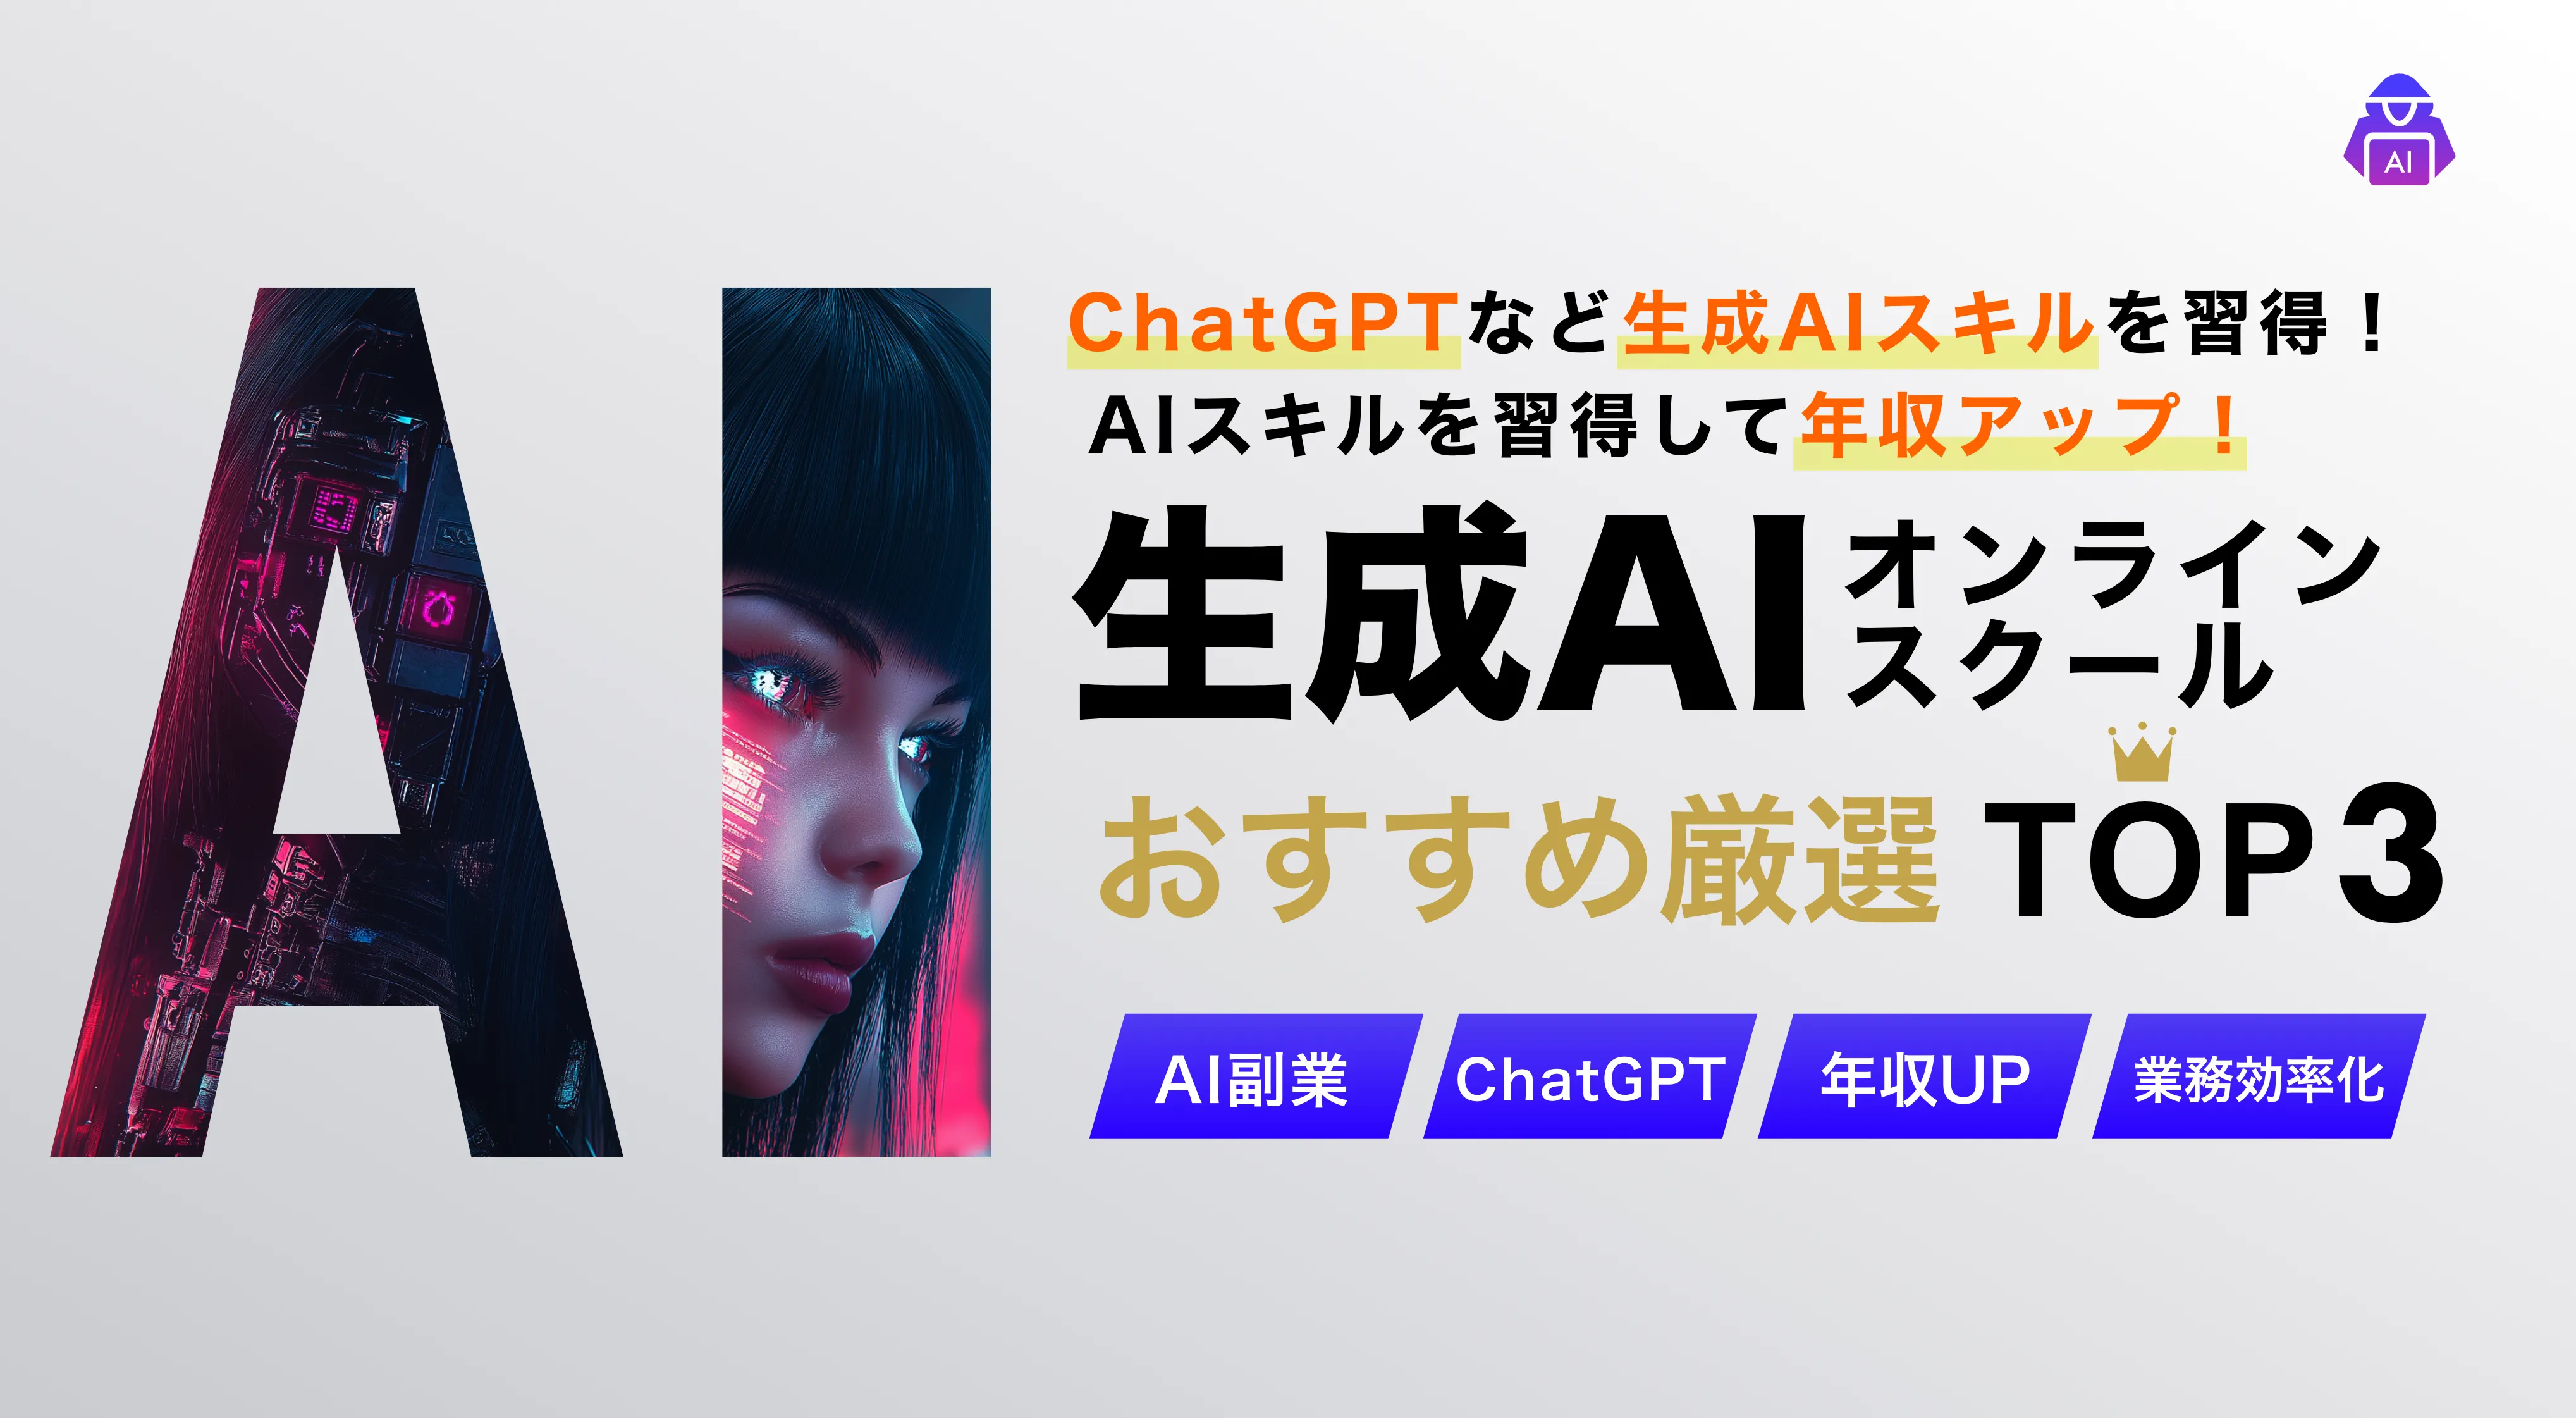 AI
AI
ChatGPTなど生成AIスキルを習得！
AIスキルを習得して年収アップ！
生成AI オンライン
スクール
おすすめ厳選 TOP3
AI副業
ChatGPT
年収UP
業務効率化